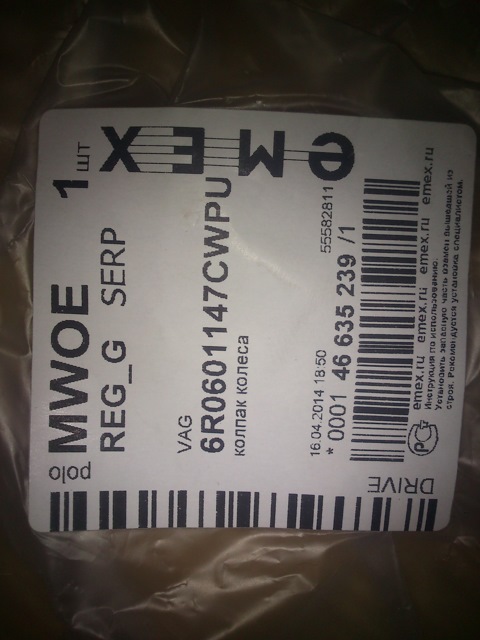 polo
MWOE 1 шт
REG_G SERP
emex
VAG
6R0601147CWPU
колпак колеса
55582811
16.04.2014 18:50
* 0001 46 635 239 /1
emex.ru emex.ru emex.ru emex.ru
Инструкция по использованию:
Установить запасную часть взамен вышедшей из
строя. Рекомендуется установка специалистом.
РСТ
DRIVE